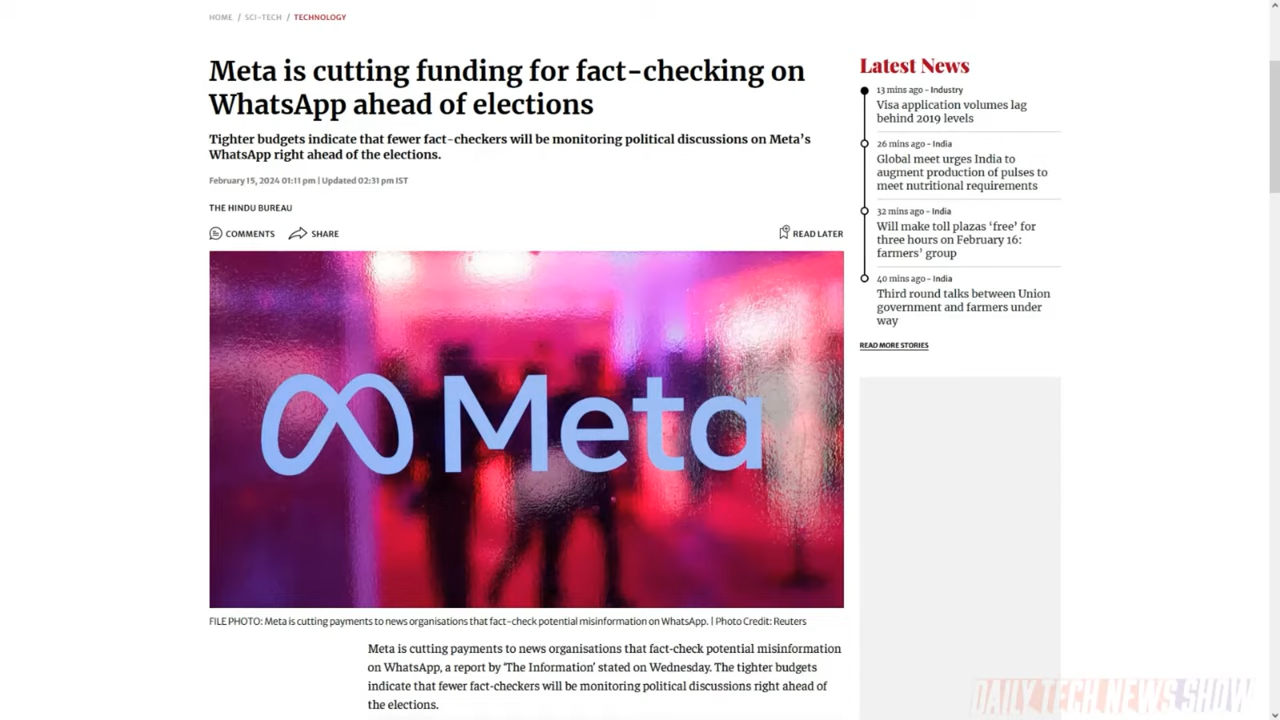 HOME / SCI-TECH / TECHNOLOGY
Meta is cutting funding for fact-checking on
WhatsApp ahead of elections
Tighter budgets indicate that fewer fact-checkers will be monitoring political discussions on Meta's
WhatsApp right ahead of the elections.
February 15, 2024 01:11 pm | Updated 02:31 pm IST
THE HINDU BUREAU
COMMENTS SHARE READ LATER
Meta
FILE PHOTO: Meta is cutting payments to news organisations that fact-check potential misinformation on WhatsApp. | Photo Credit: Reuters
Meta is cutting payments to news organisations that fact-check potential misinformation
on WhatsApp, a report by 'The Information' stated on Wednesday. The tighter budgets
indicate that fewer fact-checkers will be monitoring political discussions right ahead of
the elections.
Latest News
13 mins ago - Industry
Visa application volumes lag
behind 2019 levels
26 mins ago - India
Global meet urges India to
augment production of pulses to
meet nutritional requirements
32 mins ago - India
Will make toll plazas 'free' for
three hours on February 16:
farmers' group
40 mins ago - India
Third round talks between Union
government and farmers under
way
READ MORE STORIES
DAILY TECH NEWS SHOW